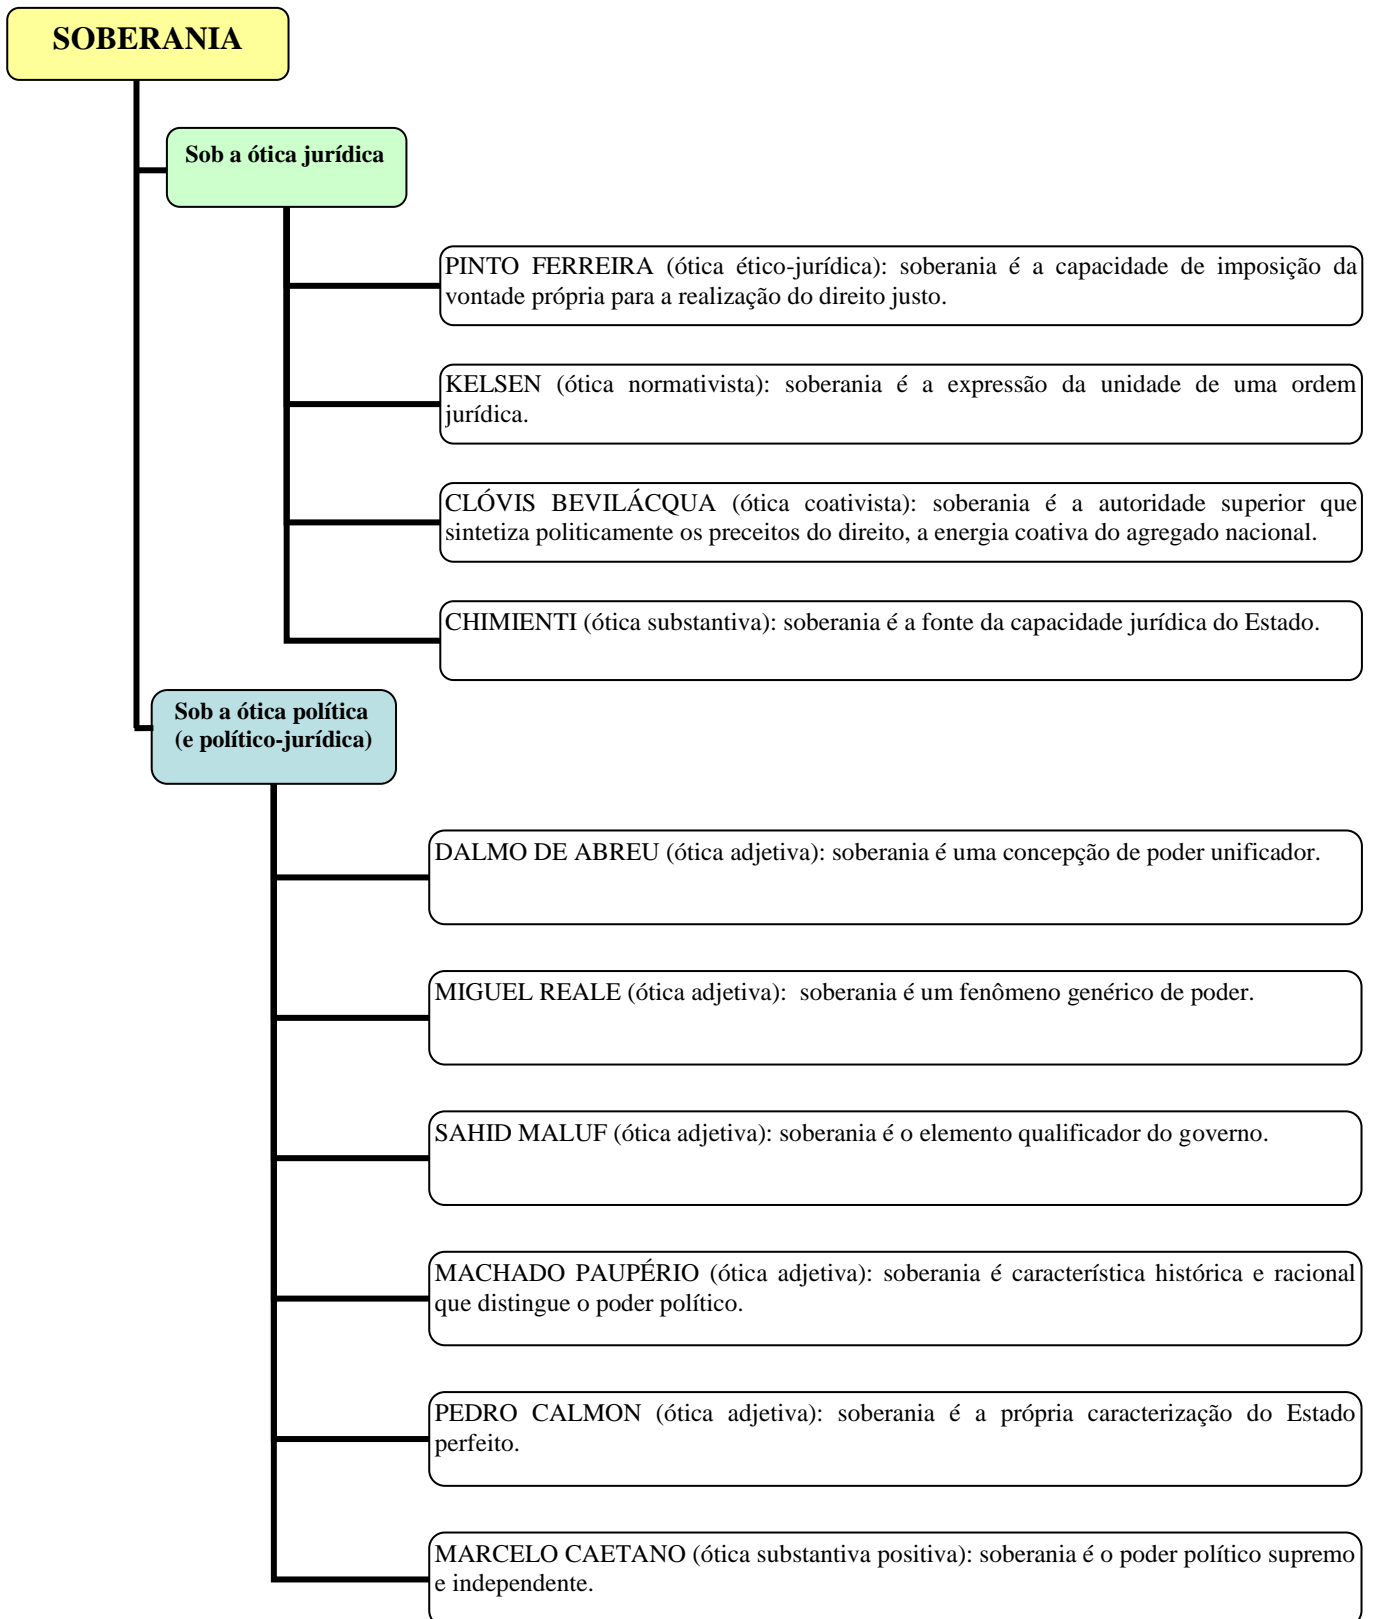 SOBERANIA
Sob a ótica jurídica
PINTO FERREIRA (ótica ético-jurídica): soberania é a capacidade de imposição da
vontade própria para a realização do direito justo.
KELSEN (ótica normativista): soberania é a expressão da unidade de uma ordem
jurídica.
CLÓVIS BEVILÁCQUA (ótica coativista): soberania é a autoridade superior que
sintetiza politicamente os preceitos do direito, a energia coativa do agregado nacional.
CHIMIENTI (ótica substantiva): soberania é a fonte da capacidade jurídica do Estado.
Sob a ótica política
(e político-jurídica)
DALMO DE ABREU (ótica adjetiva): soberania é uma concepção de poder unificador.
MIGUEL REALE (ótica adjetiva):  soberania é um fenômeno genérico de poder.
SAHID MALUF (ótica adjetiva): soberania é o elemento qualificador do governo.
MACHADO PAUPÉRIO (ótica adjetiva): soberania é característica histórica e racional
que distingue o poder político.
PEDRO CALMON (ótica adjetiva): soberania é a própria caracterização do Estado
perfeito.
MARCELO CAETANO (ótica substantiva positiva): soberania é o poder político supremo
e independente.